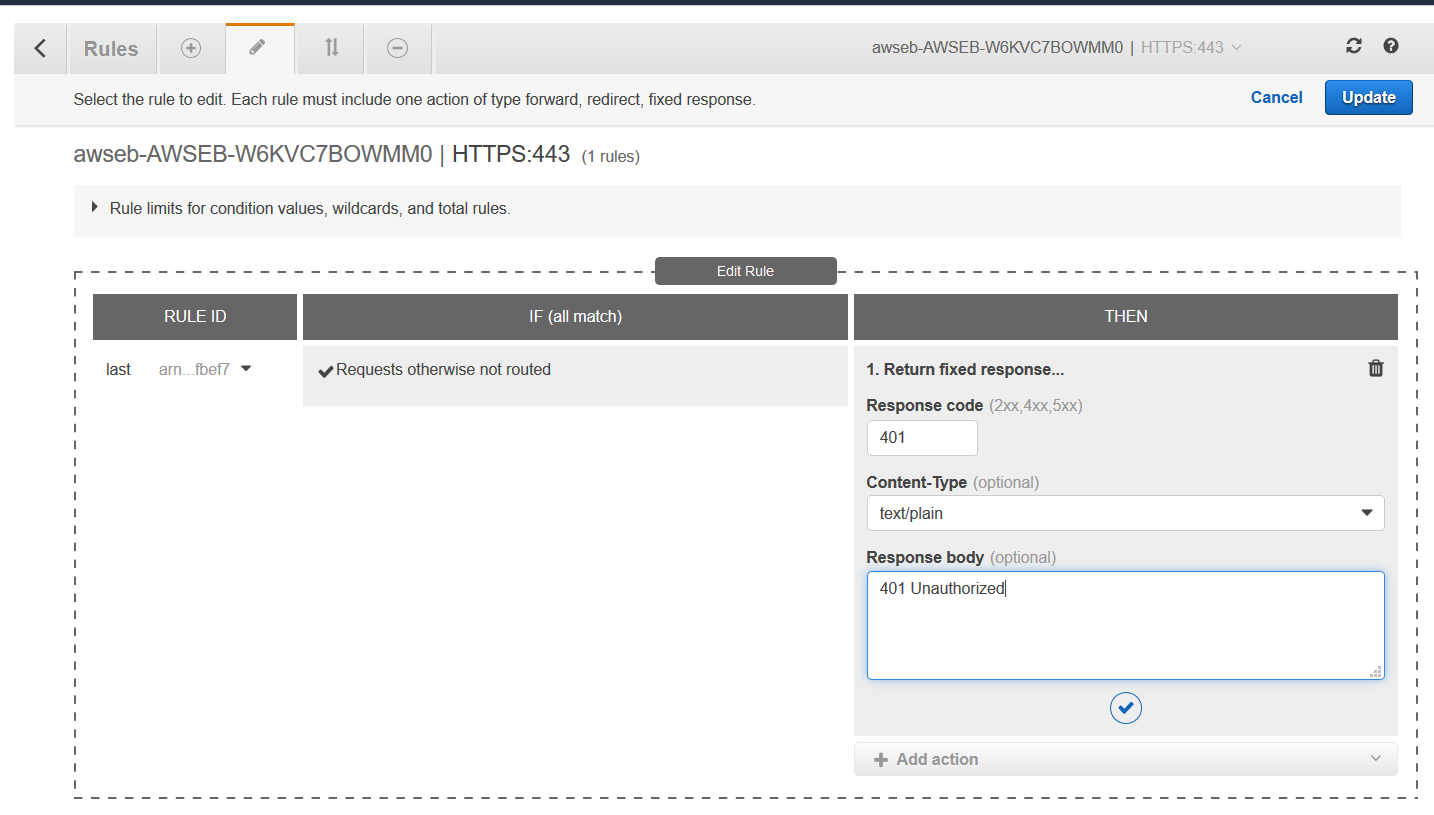 Rules
awseb-AWSEB-W6KVC7BOWMM0 | HTTPS:443
Select the rule to edit. Each rule must include one action of type forward, redirect, fixed response.
Cancel
Update
awseb-AWSEB-W6KVC7BOWMM0 | HTTPS:443 (1 rules)
Rule limits for condition values, wildcards, and total rules.
Edit Rule
RULE ID
IF (all match)
THEN
last arn...fbef7
Requests otherwise not routed
1. Return fixed response...
Response code (2xx,4xx,5xx)
401
Content-Type (optional)
text/plain
Response body (optional)
401 Unauthorized
Add action